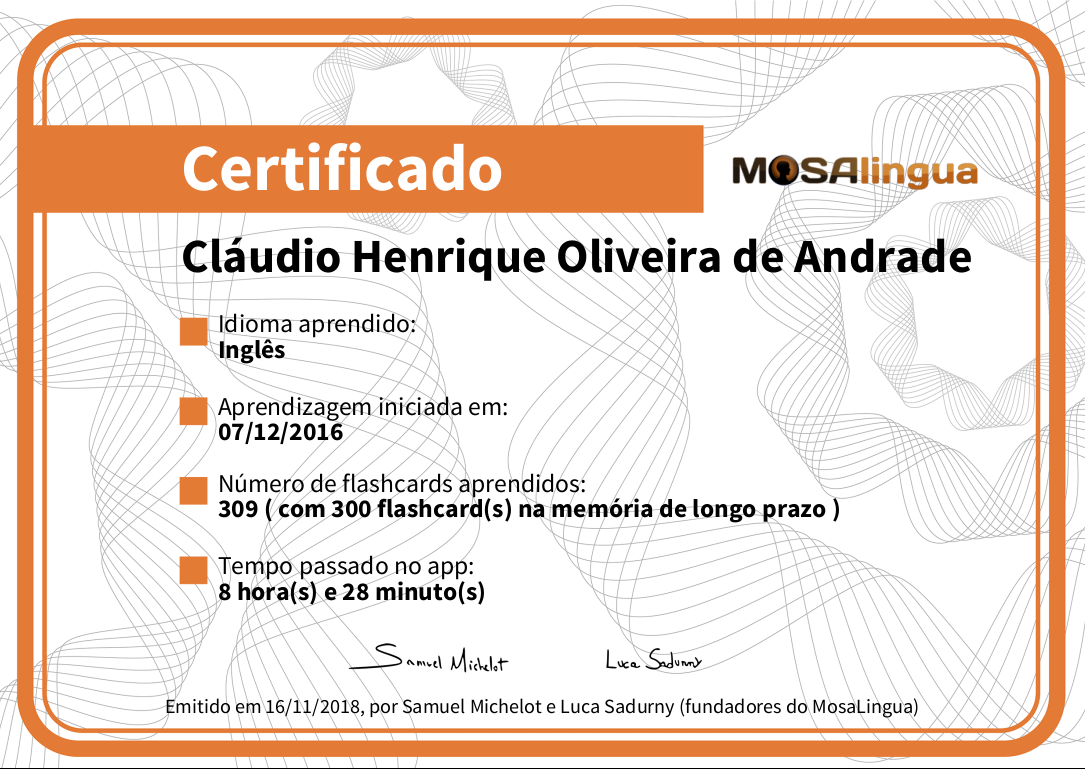 Certificado
MOSAlingua
Cláudio Henrique Oliveira de Andrade
Idioma aprendido:
Inglês
Aprendizagem iniciada em:
07/12/2016
Número de flashcards aprendidos:
309 ( com 300 flashcard(s) na memória de longo prazo )
Tempo passado no app:
8 hora(s) e 28 minuto(s)
Samuel Michelot
Luca Sadurny
Emitido em 16/11/2018, por Samuel Michelot e Luca Sadurny (fundadores do MosaLingua)